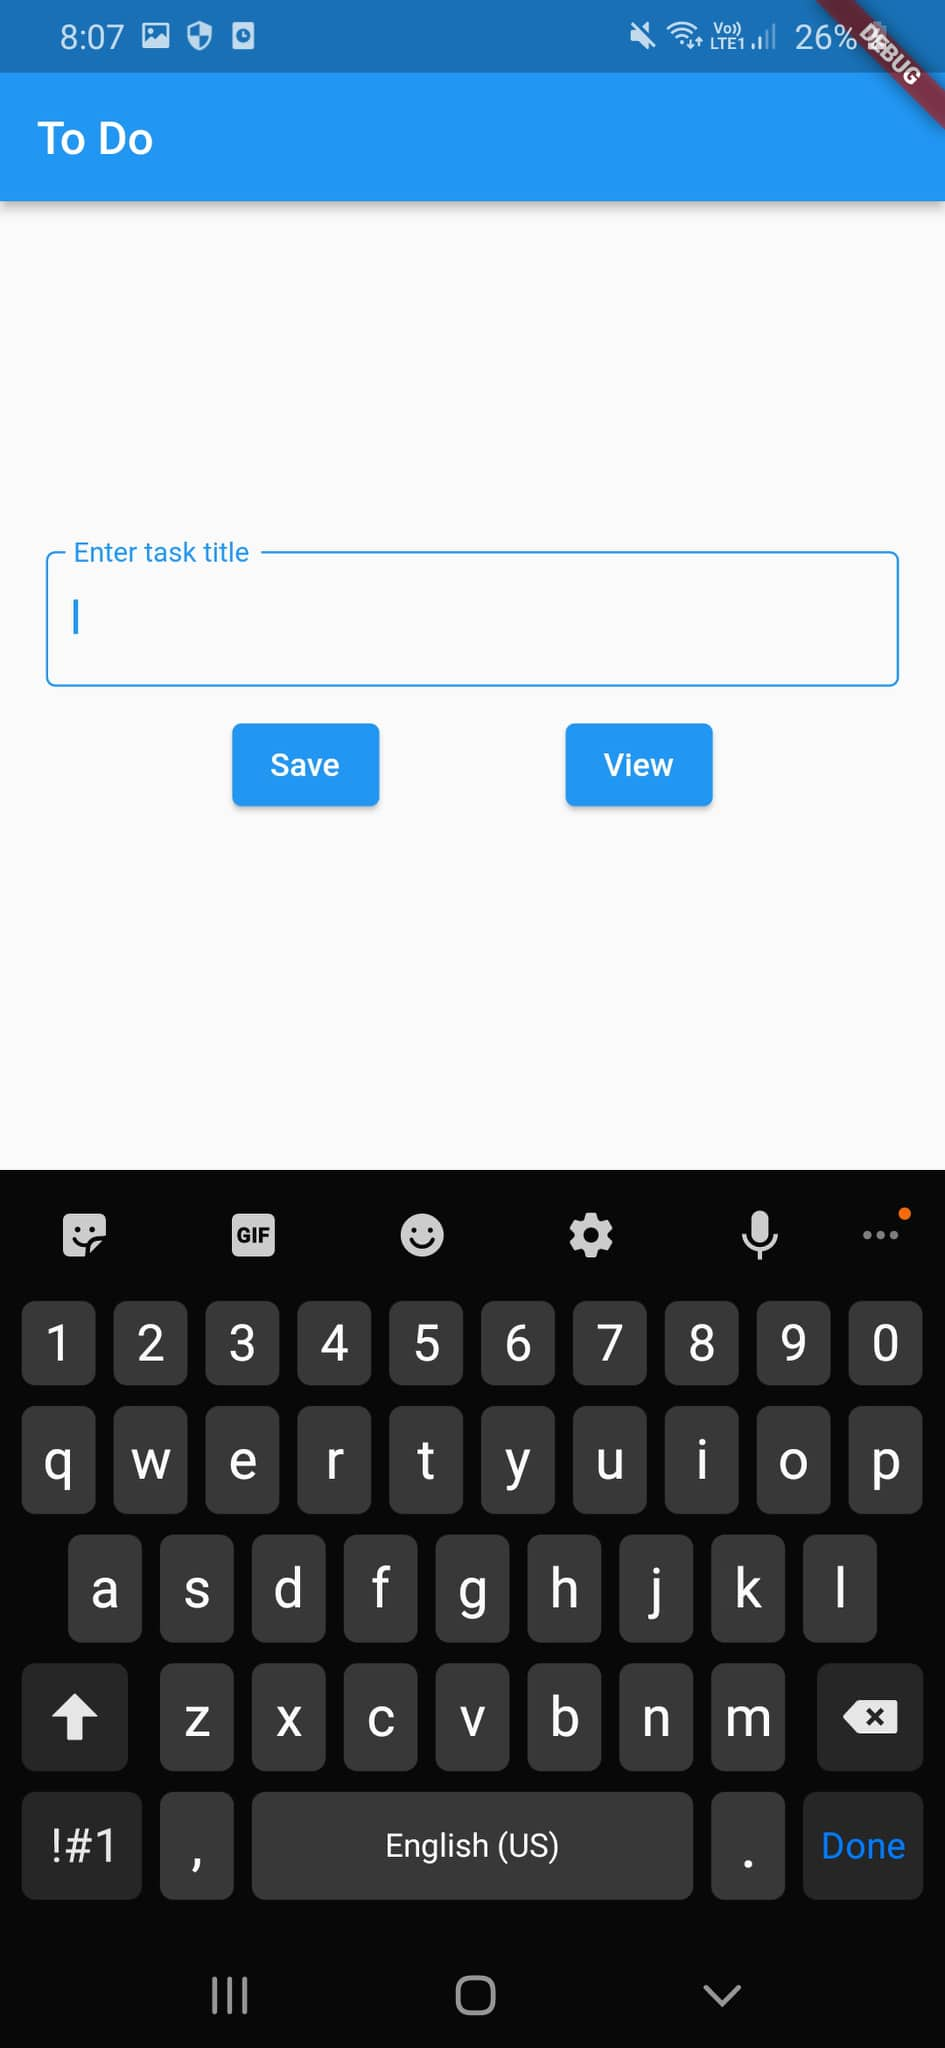 8:07 Vo)) LTE1 26%
DEBUG
To Do
Enter task title
Save View
GIF
1 2 3 4 5 6 7 8 9 0
q w e r t y u i o p
a s d f g h j k l
z x c v b n m
!#1 , English (US) . Done